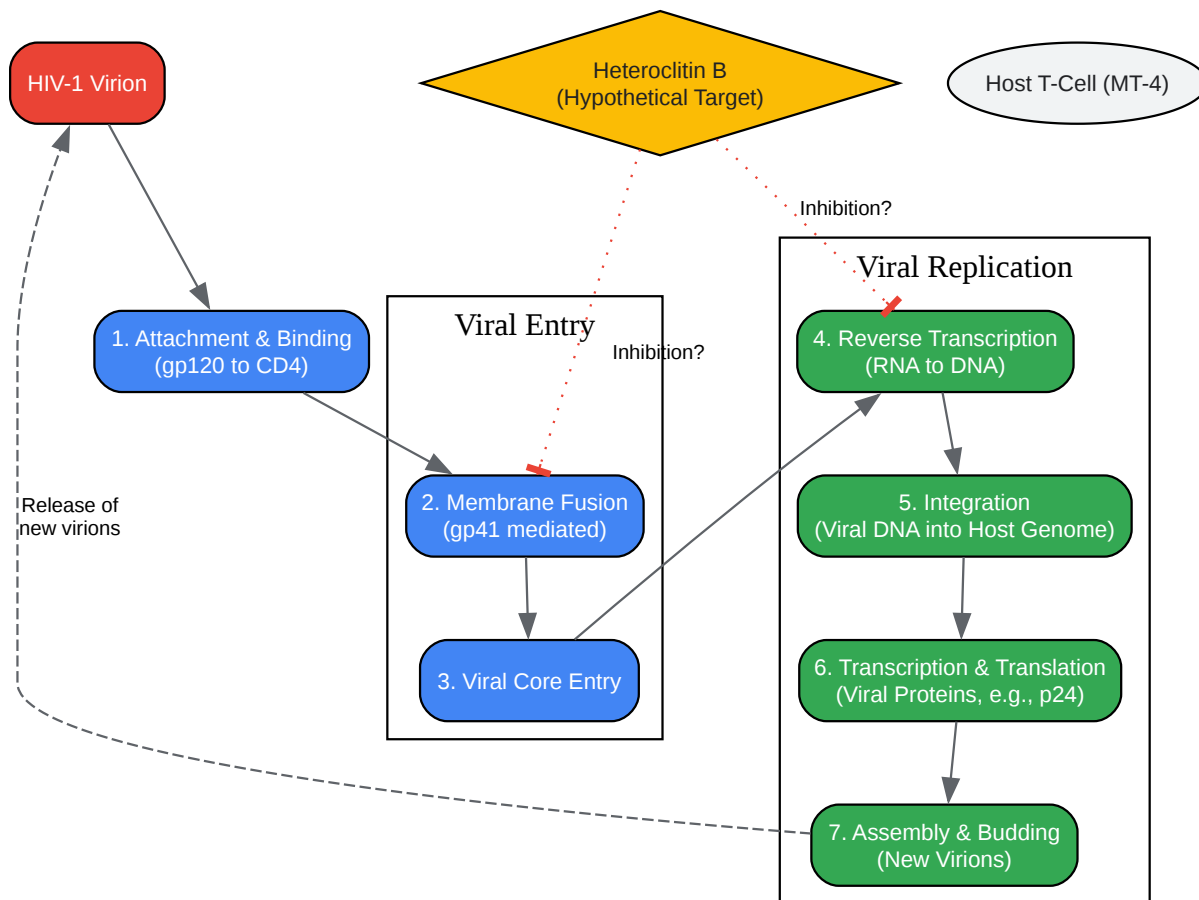 HIV-1 Virion
Heteroclitin B
(Hypothetical Target)
Host T-Cell (MT-4)
Inhibition?
Viral Replication
Viral Entry
1. Attachment & Binding
(gp120 to CD4)
Inhibition?
4. Reverse Transcription
(RNA to DNA)
Release of
new virions
2. Membrane Fusion
(gp41 mediated)
5. Integration
(Viral DNA into Host Genome)
3. Viral Core Entry
6. Transcription & Translation
(Viral Proteins, e.g., p24)
7. Assembly & Budding
(New Virions)